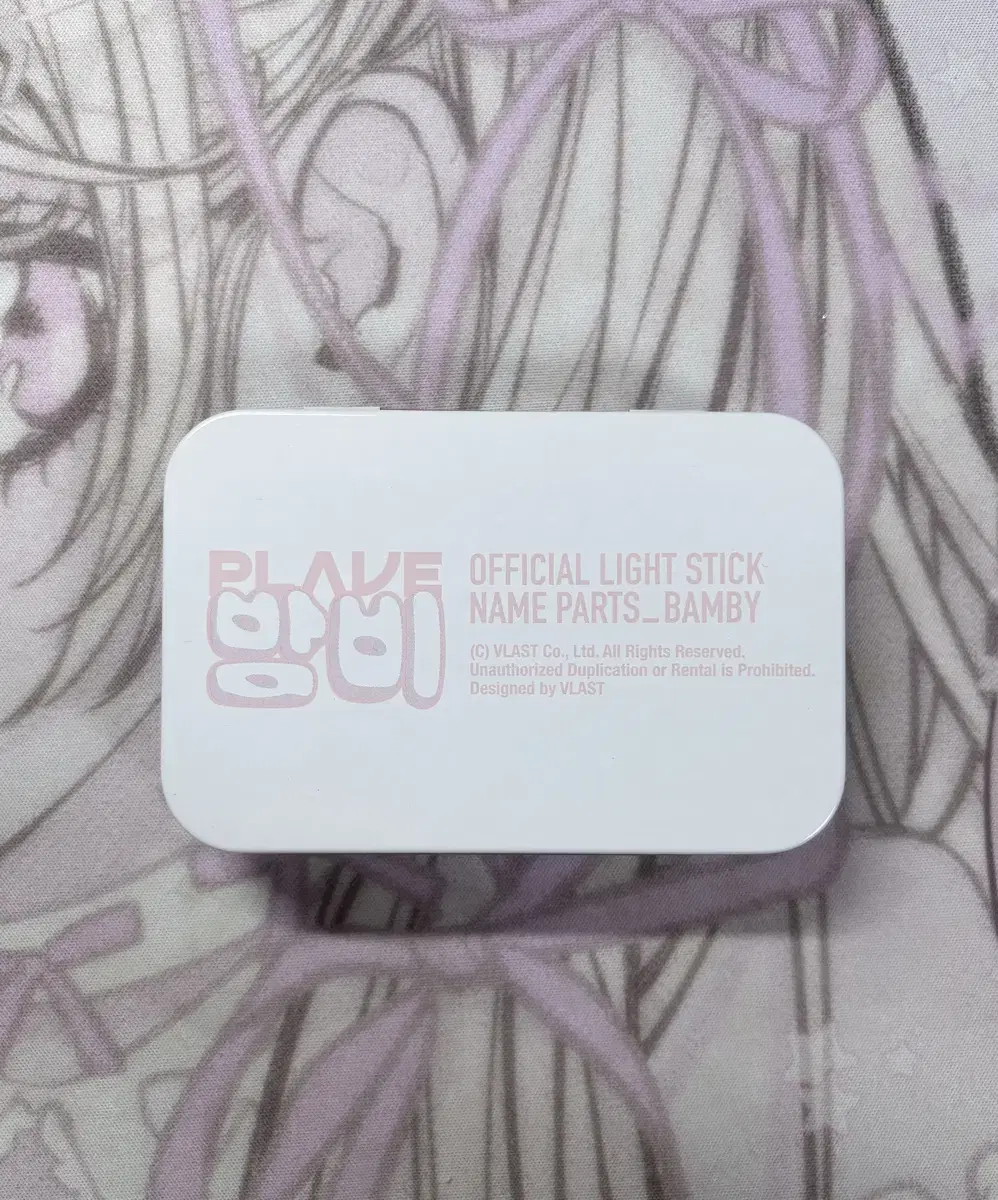 PLAVE
밤비
OFFICIAL LIGHT STICK
NAME PARTS_BAMBY
(C) VLAST Co., Ltd. All Rights Reserved.
Unauthorized Duplication or Rental is Prohibited.
Designed by VLAST